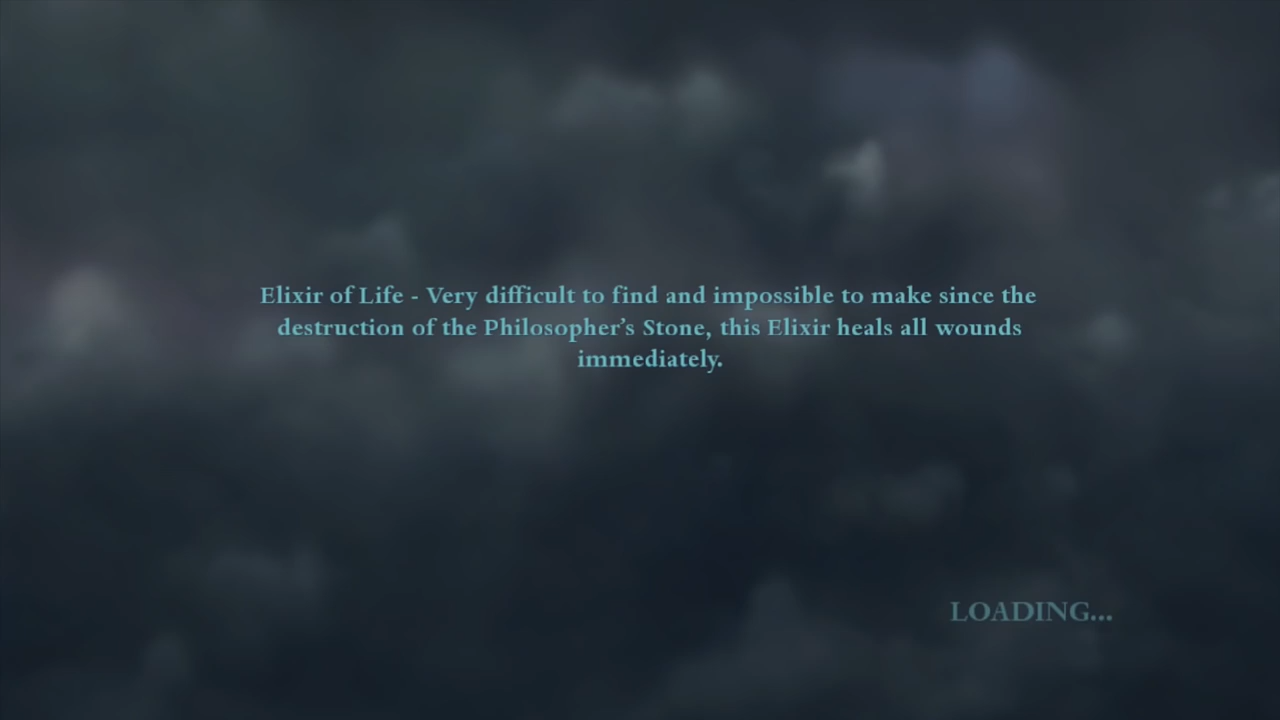 Elixir of Life - Very difficult to find and impossible to make since the
destruction of the Philosopher’s Stone, this Elixir heals all wounds
immediately.
LOADING...